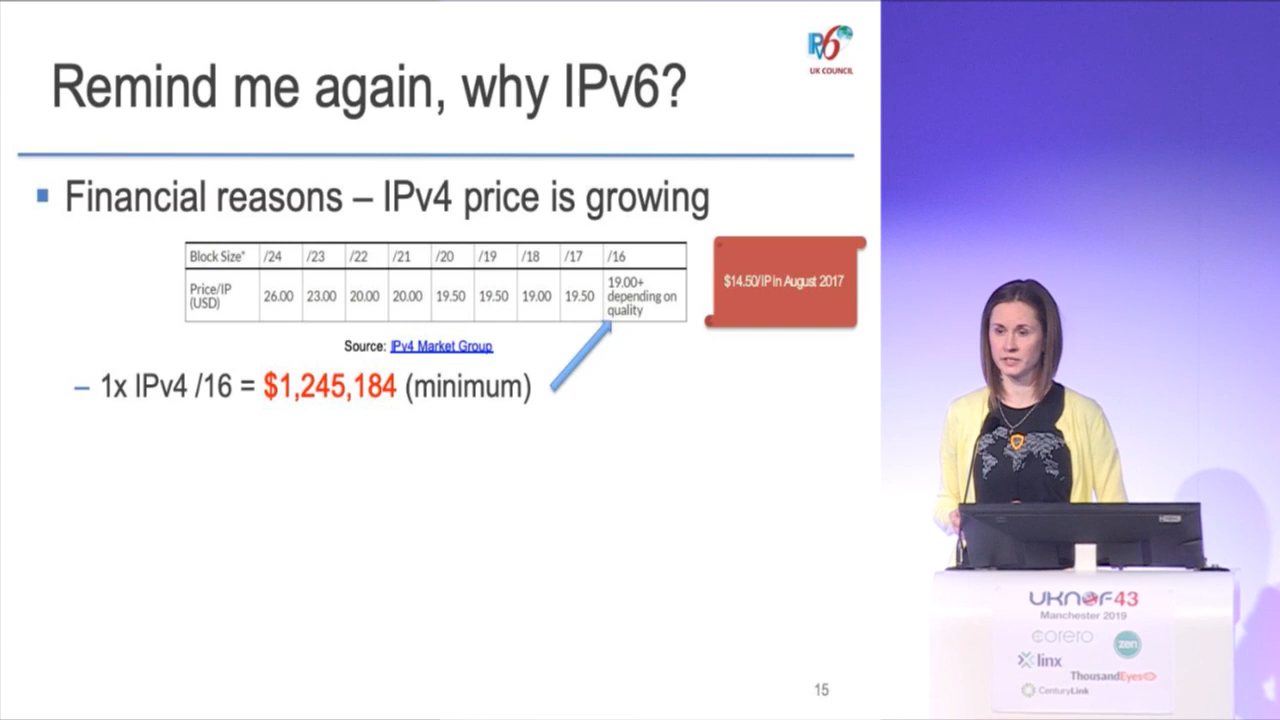 IPv6
UK COUNCIL
Remind me again, why IPv6?
Financial reasons – IPv4 price is growing
Block Size* /24 /23 /22 /21 /20 /19 /18 /17 /16
Price/IP (USD) 26.00 23.00 20.00 20.00 19.50 19.50 19.00 19.50 19.00+ depending on quality
$14.50/IP in August 2017
Source: IPv4 Market Group
– 1x IPv4 /16 = $1,245,184 (minimum)
15
UKNOF43
Manchester 2019
corero
zen
linx
ThousandEyes
CenturyLink